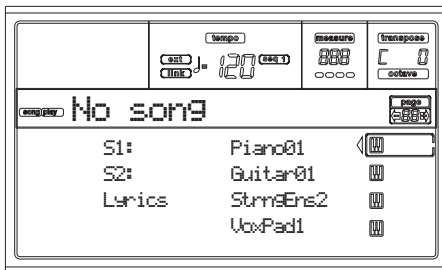 tempo measure transpose
ext seq 1
link 120 888 C 0
octave
song play No song page
88
S1: Piano01
S2: Guitar01
Lyrics StrngEns2
VoxPad1